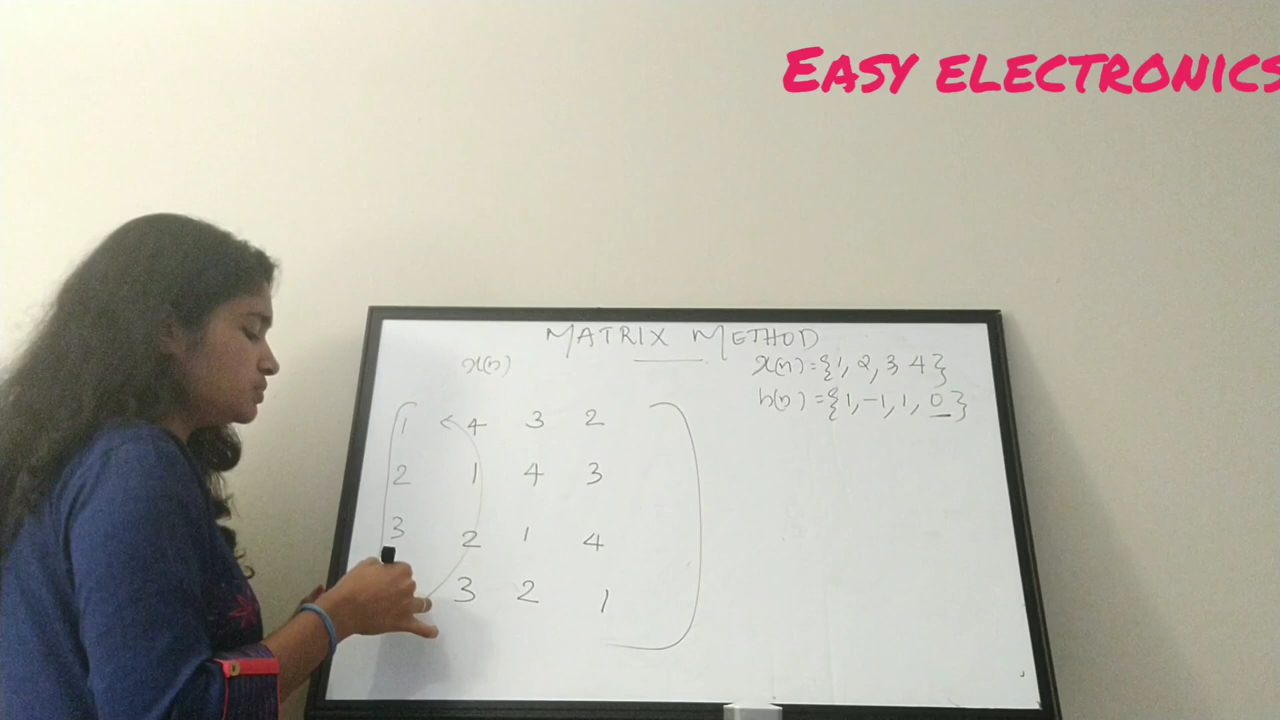 EASY ELECTRONICS
MATRIX METHOD
x(n)
x(n) = {1, 2, 3, 4}
h(n) = {1, -1, 1, 0}
1 4 3 2
2 1 4 3
3 2 1 4
3 2 1